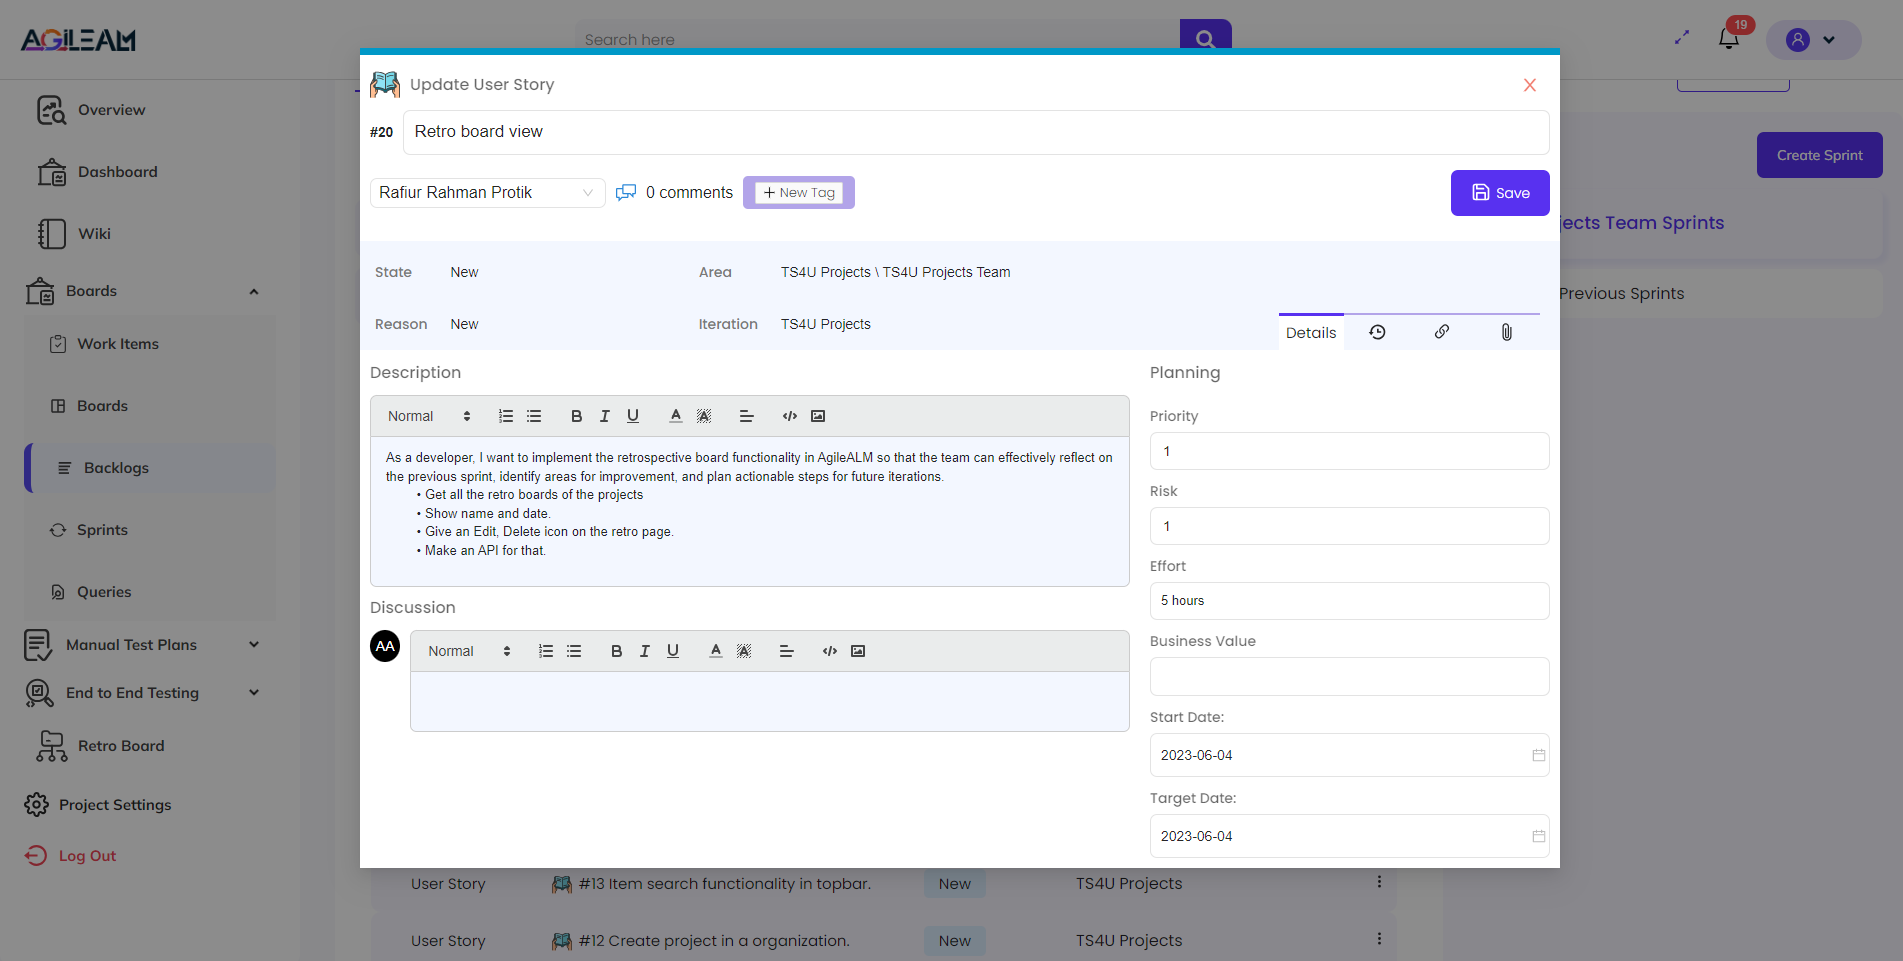 AGiLEAM
Search here
19
Overview
Dashboard
Wiki
Boards
Work Items
Boards
Backlogs
Sprints
Queries
Manual Test Plans
End to End Testing
Retro Board
Project Settings
Log Out
Update User Story
#20 Retro board view
Rafiur Rahman Protik 0 comments + New Tag
Save
State New Area TS4U Projects \ TS4U Projects Team
Reason New Iteration TS4U Projects
Details
Description
Normal
As a developer, I want to implement the retrospective board functionality in AgileALM so that the team can effectively reflect on
the previous sprint, identify areas for improvement, and plan actionable steps for future iterations.
• Get all the retro boards of the projects
• Show name and date.
• Give an Edit, Delete icon on the retro page.
• Make an API for that.
Discussion
AA
Normal
Planning
Priority
1
Risk
1
Effort
5 hours
Business Value
Start Date:
2023-06-04
Target Date:
2023-06-04
Create Sprint
jects Team Sprints
Previous Sprints
User Story #13 Item search functionality in topbar. New TS4U Projects
User Story #12 Create project in a organization. New TS4U Projects